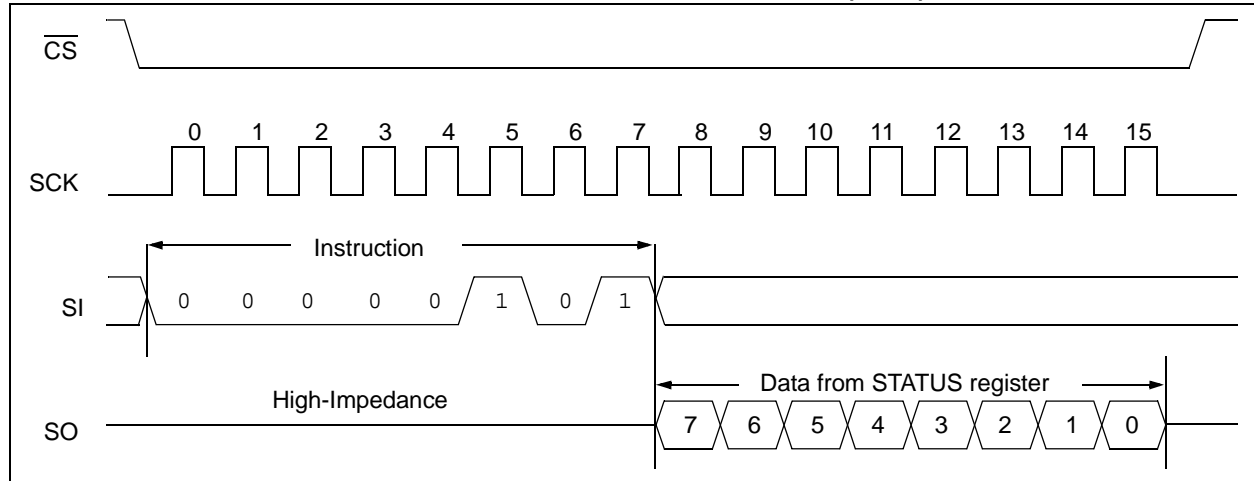 CS
0 1 2 3 4 5 6 7 8 9 10 11 12 13 14 15
SCK
Instruction
SI 0 0 0 0 0 1 0 1
Data from STATUS register
High-Impedance
SO 7 6 5 4 3 2 1 0